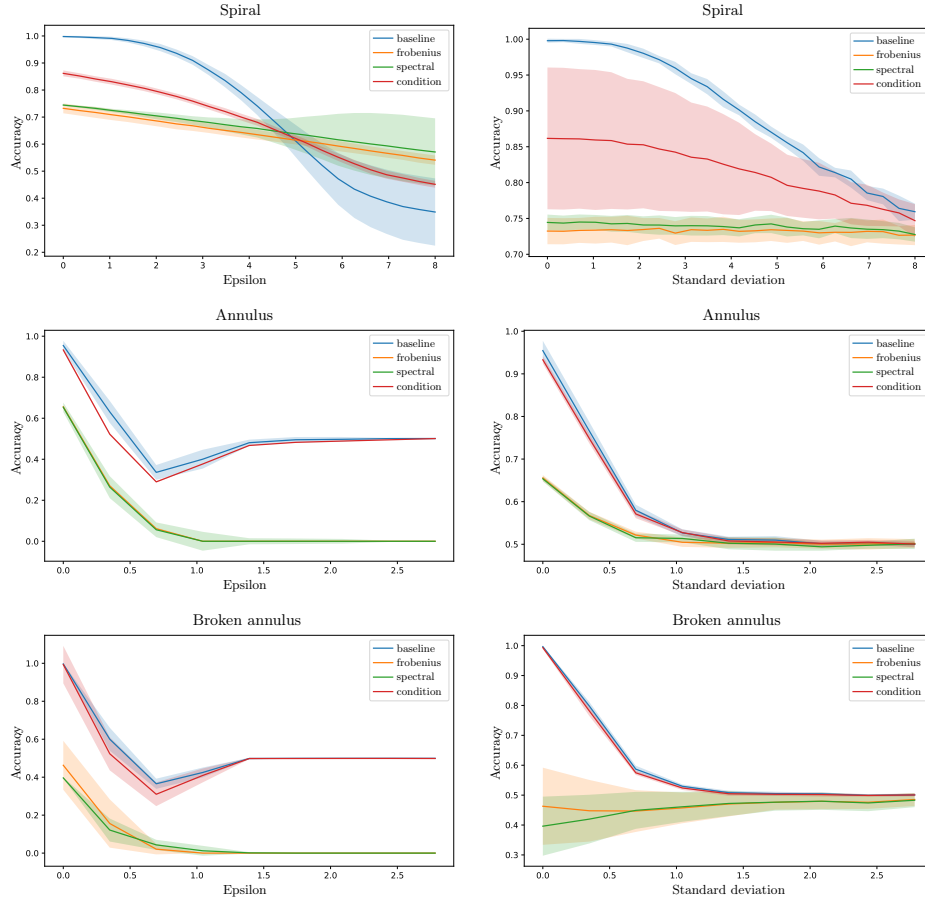 Spiral
Accuracy
1.0
0.9
0.8
0.7
0.6
0.5
0.4
0.3
0.2
baseline
frobenius
spectral
condition
0 1 2 3 4 5 6 7 8
Epsilon
Spiral
Accuracy
1.00
0.95
0.90
0.85
0.80
0.75
0.70
baseline
frobenius
spectral
condition
0 1 2 3 4 5 6 7 8
Standard deviation
Annulus
Accuracy
1.0
0.8
0.6
0.4
0.2
0.0
baseline
frobenius
spectral
condition
0.0 0.5 1.0 1.5 2.0 2.5
Epsilon
Annulus
Accuracy
1.0
0.9
0.8
0.7
0.6
0.5
baseline
frobenius
spectral
condition
0.0 0.5 1.0 1.5 2.0 2.5
Standard deviation
Broken annulus
Accuracy
1.0
0.8
0.6
0.4
0.2
0.0
baseline
frobenius
spectral
condition
0.0 0.5 1.0 1.5 2.0 2.5
Epsilon
Broken annulus
Accuracy
1.0
0.9
0.8
0.7
0.6
0.5
0.4
0.3
baseline
frobenius
spectral
condition
0.0 0.5 1.0 1.5 2.0 2.5
Standard deviation